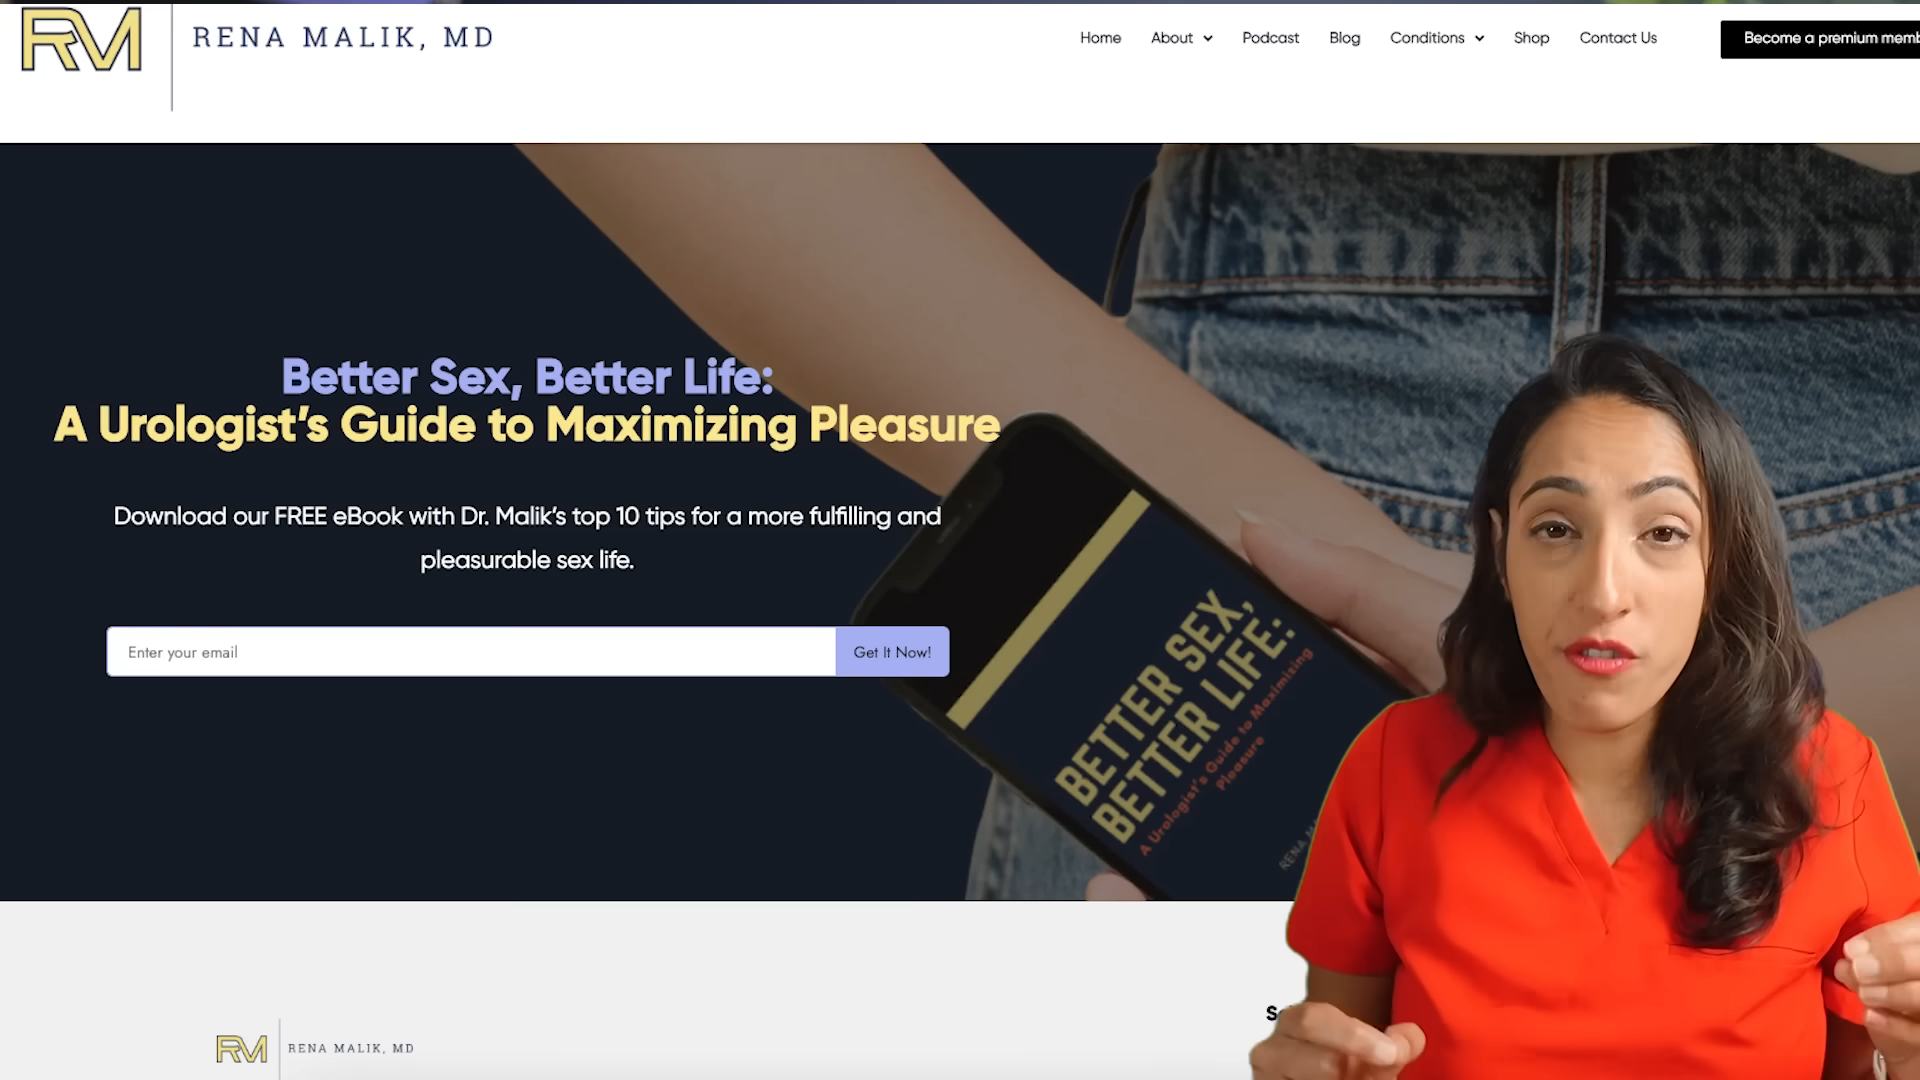 RM
RENA MALIK, MD
Home
About
Podcast
Blog
Conditions
Shop
Contact Us
Become a premium
Better Sex, Better Life:
A Urologist's Guide to Maximizing Pleasure
Download our FREE eBook with Dr. Malik's top 10 tips for a more fulfilling and
pleasurable sex life.
Enter your email
Get It Now!
BETTER SEX,
BETTER LIFE:
A Urologist's Guide to Maximizing
Pleasure
RENA
RM
RENA MALIK, MD